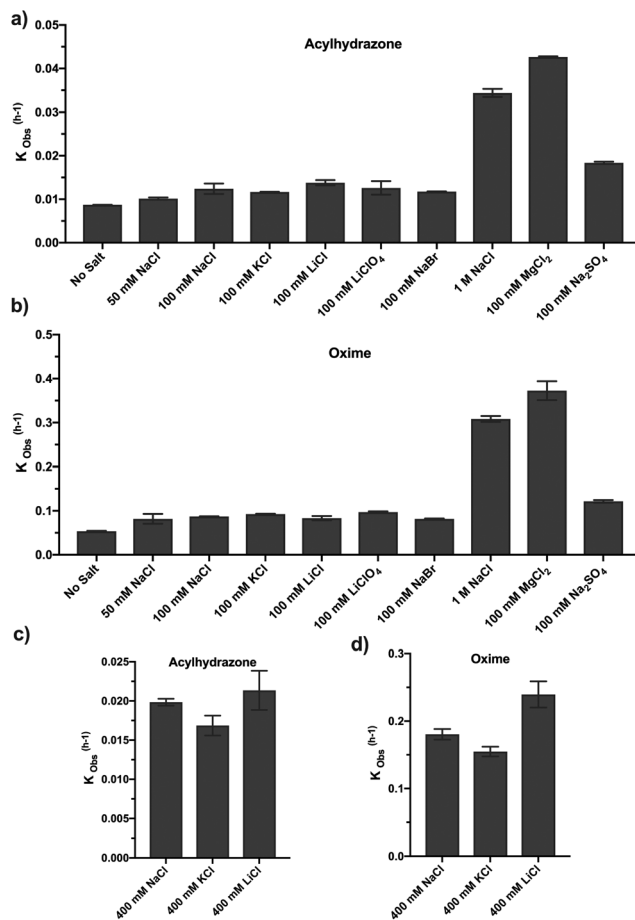 a)
Acylhydrazone
K Obs (h-1)
0.05
0.04
0.03
0.02
0.01
0.00
No Salt
50 mM NaCl
100 mM NaCl
100 mM KCl
100 mM LiCl
100 mM LiClO4
100 mM NaBr
1 M NaCl
100 mM MgCl2
100 mM Na2SO4
b)
Oxime
K Obs (h-1)
0.5
0.4
0.3
0.2
0.1
0.0
No Salt
50 mM NaCl
100 mM NaCl
100 mM KCl
100 mM LiCl
100 mM LiClO4
100 mM NaBr
1 M NaCl
100 mM MgCl2
100 mM Na2SO4
c)
Acylhydrazone
K Obs (h-1)
0.025
0.020
0.015
0.010
0.005
0.000
400 mM NaCl
400 mM KCl
400 mM LiCl
d)
Oxime
K Obs (h-1)
0.3
0.2
0.1
0.0
400 mM NaCl
400 mM KCl
400 mM LiCl